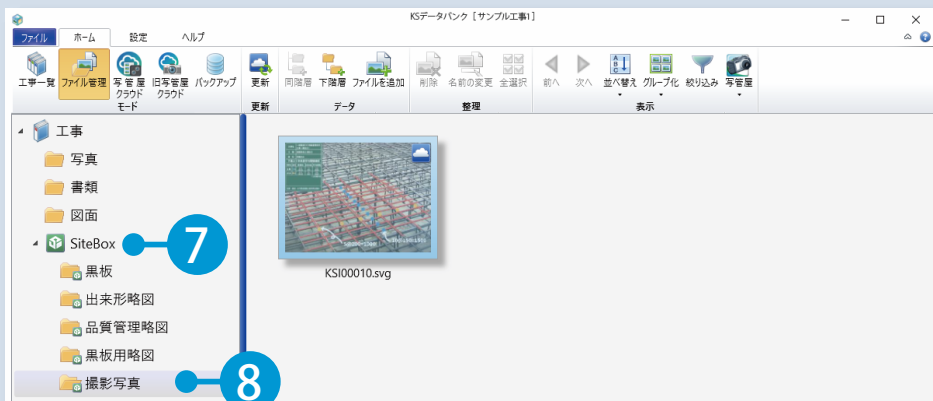 KSデータバンク [ サンプル工事1 ]
ファイル ホーム 設定 ヘルプ
工事一覧 ファイル管理 写管屋クラウド 旧写管屋クラウド バックアップ 更新 同階層 下階層 ファイルを追加 削除 名前の変更 全選択 前へ 次へ 並べ替え グループ化 絞り込み 写管屋
モード 更新 データ 整理 表示
工事
写真
書類
図面
SiteBox
7
黒板
出来形略図
品質管理略図
黒板用略図
撮影写真
8
KSI00010.svg